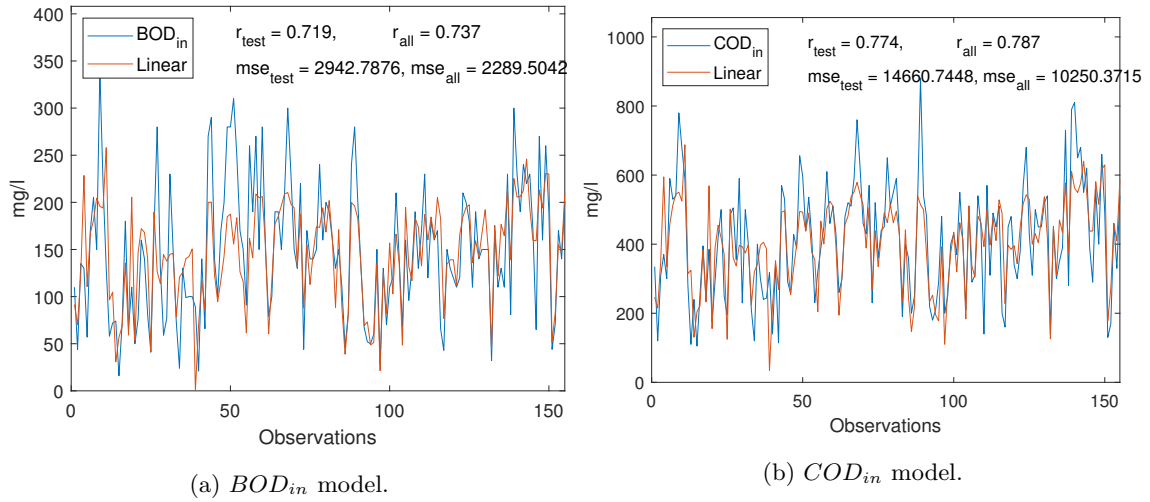 400
350
300
250
200
150
100
50
0
mg/l
0
50
100
150
Observations
BOD_in
Linear
r_test = 0.719, r_all = 0.737
mse_test = 2942.7876, mse_all = 2289.5042
(a) BOD_in model.
1000
800
600
400
200
0
mg/l
0
50
100
150
Observations
COD_in
Linear
r_test = 0.774, r_all = 0.787
mse_test = 14660.7448, mse_all = 10250.3715
(b) COD_in model.